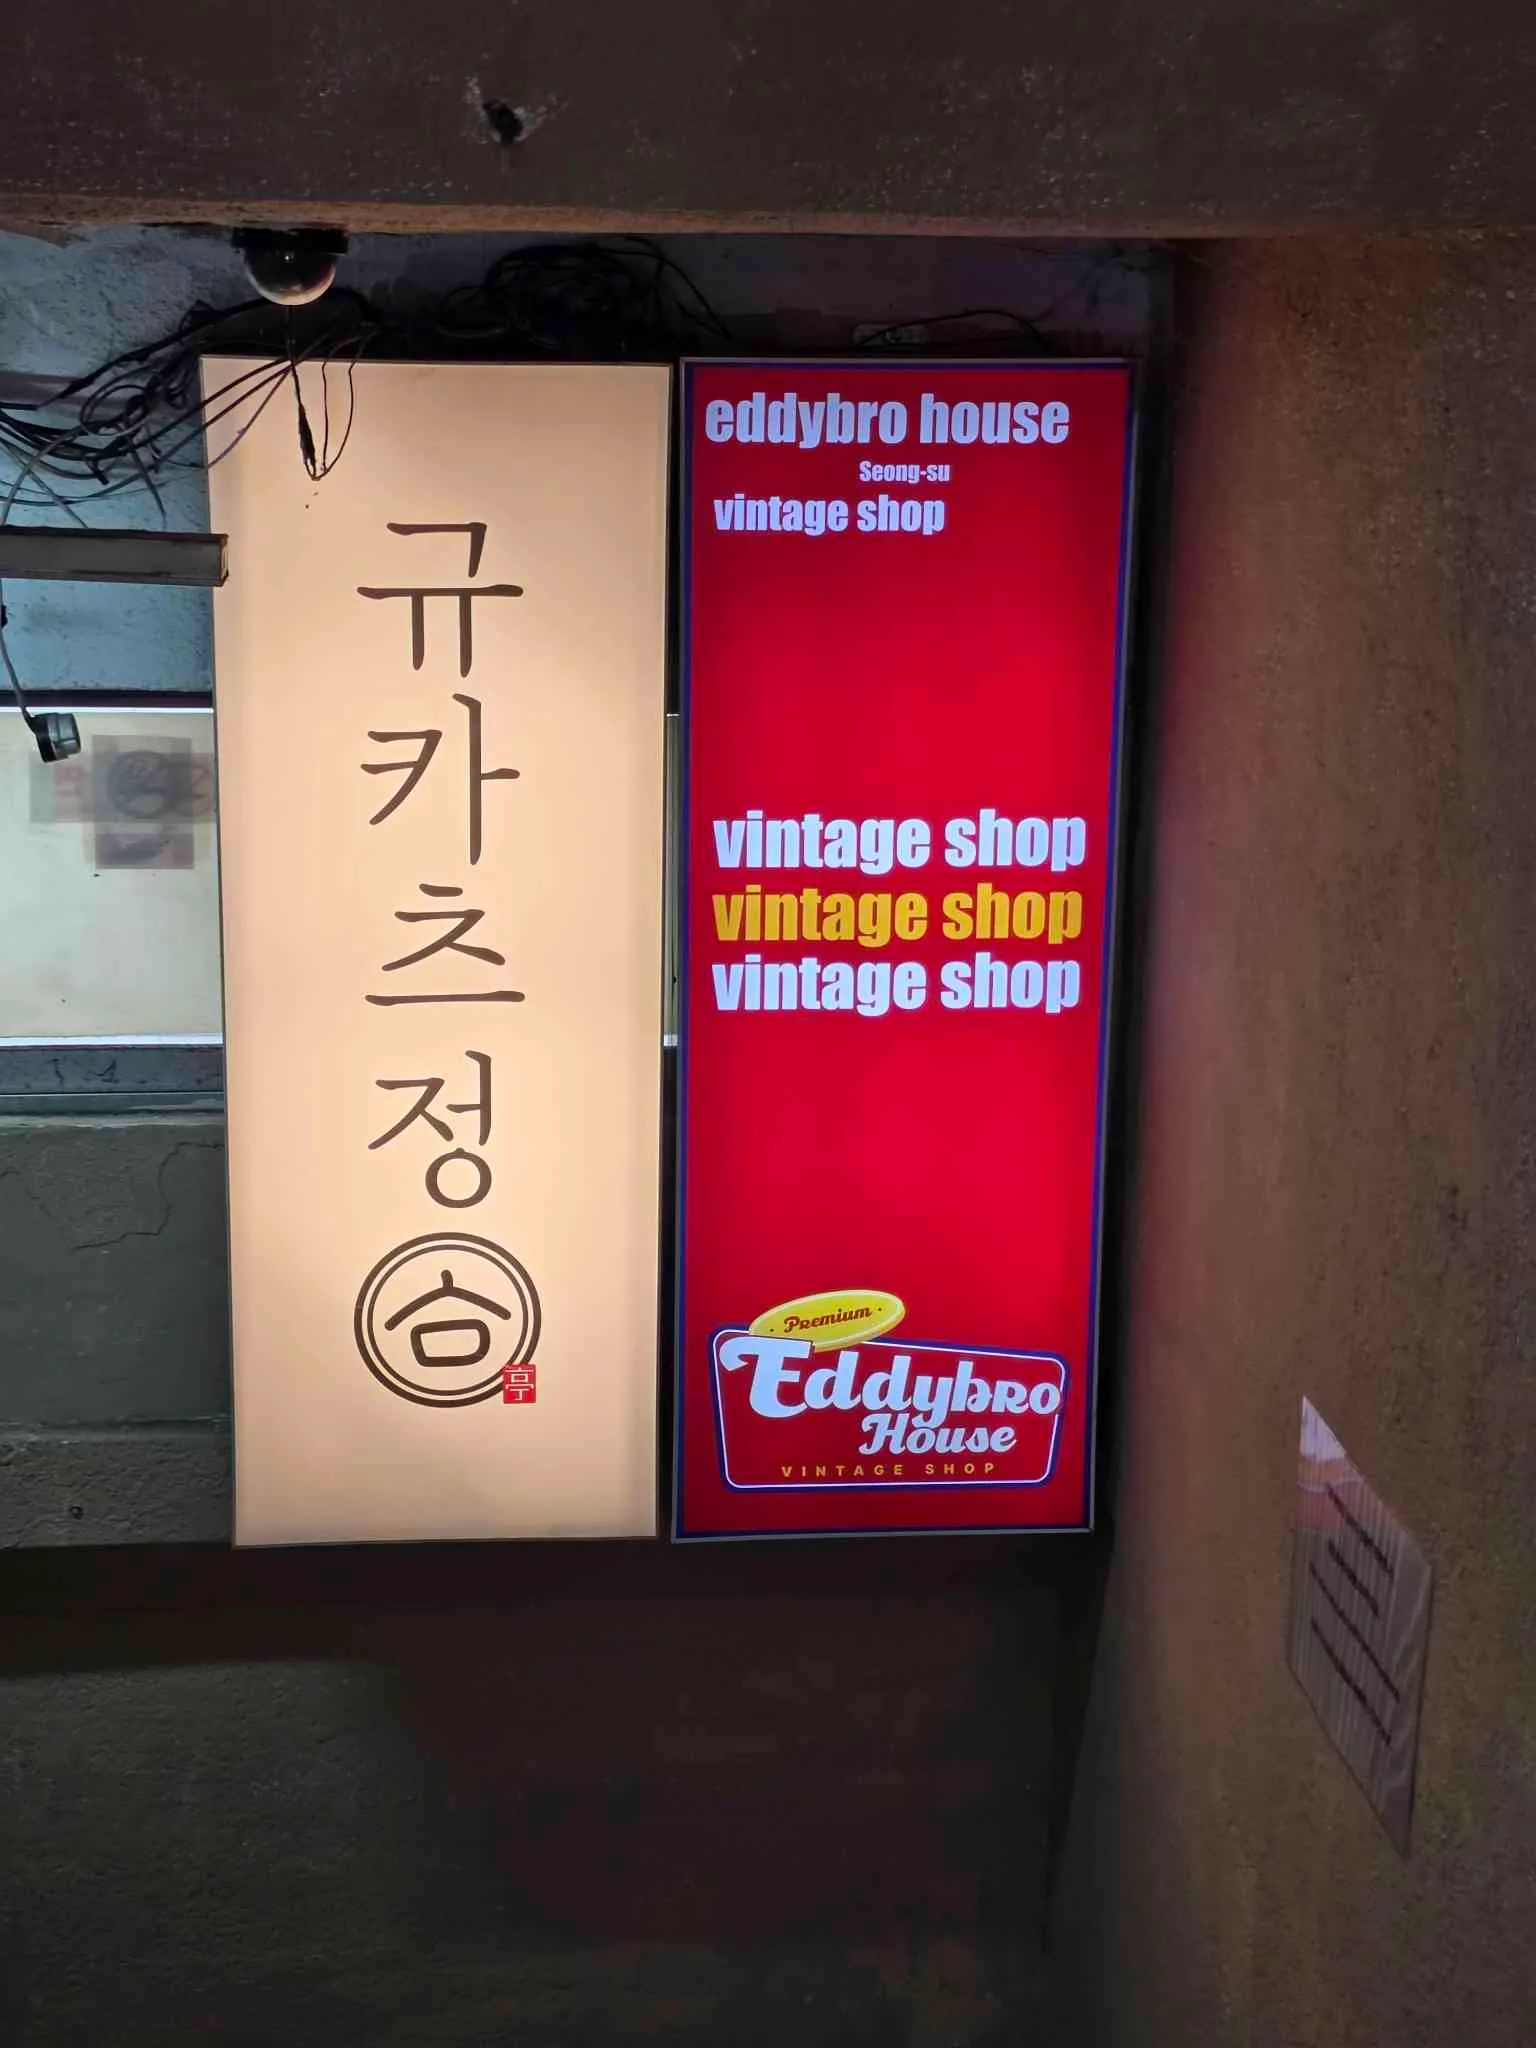 규카츠정
亭
eddybro house
Seong-su
vintage shop
vintage shop
vintage shop
vintage shop
Premium
Eddybro
House
VINTAGE SHOP